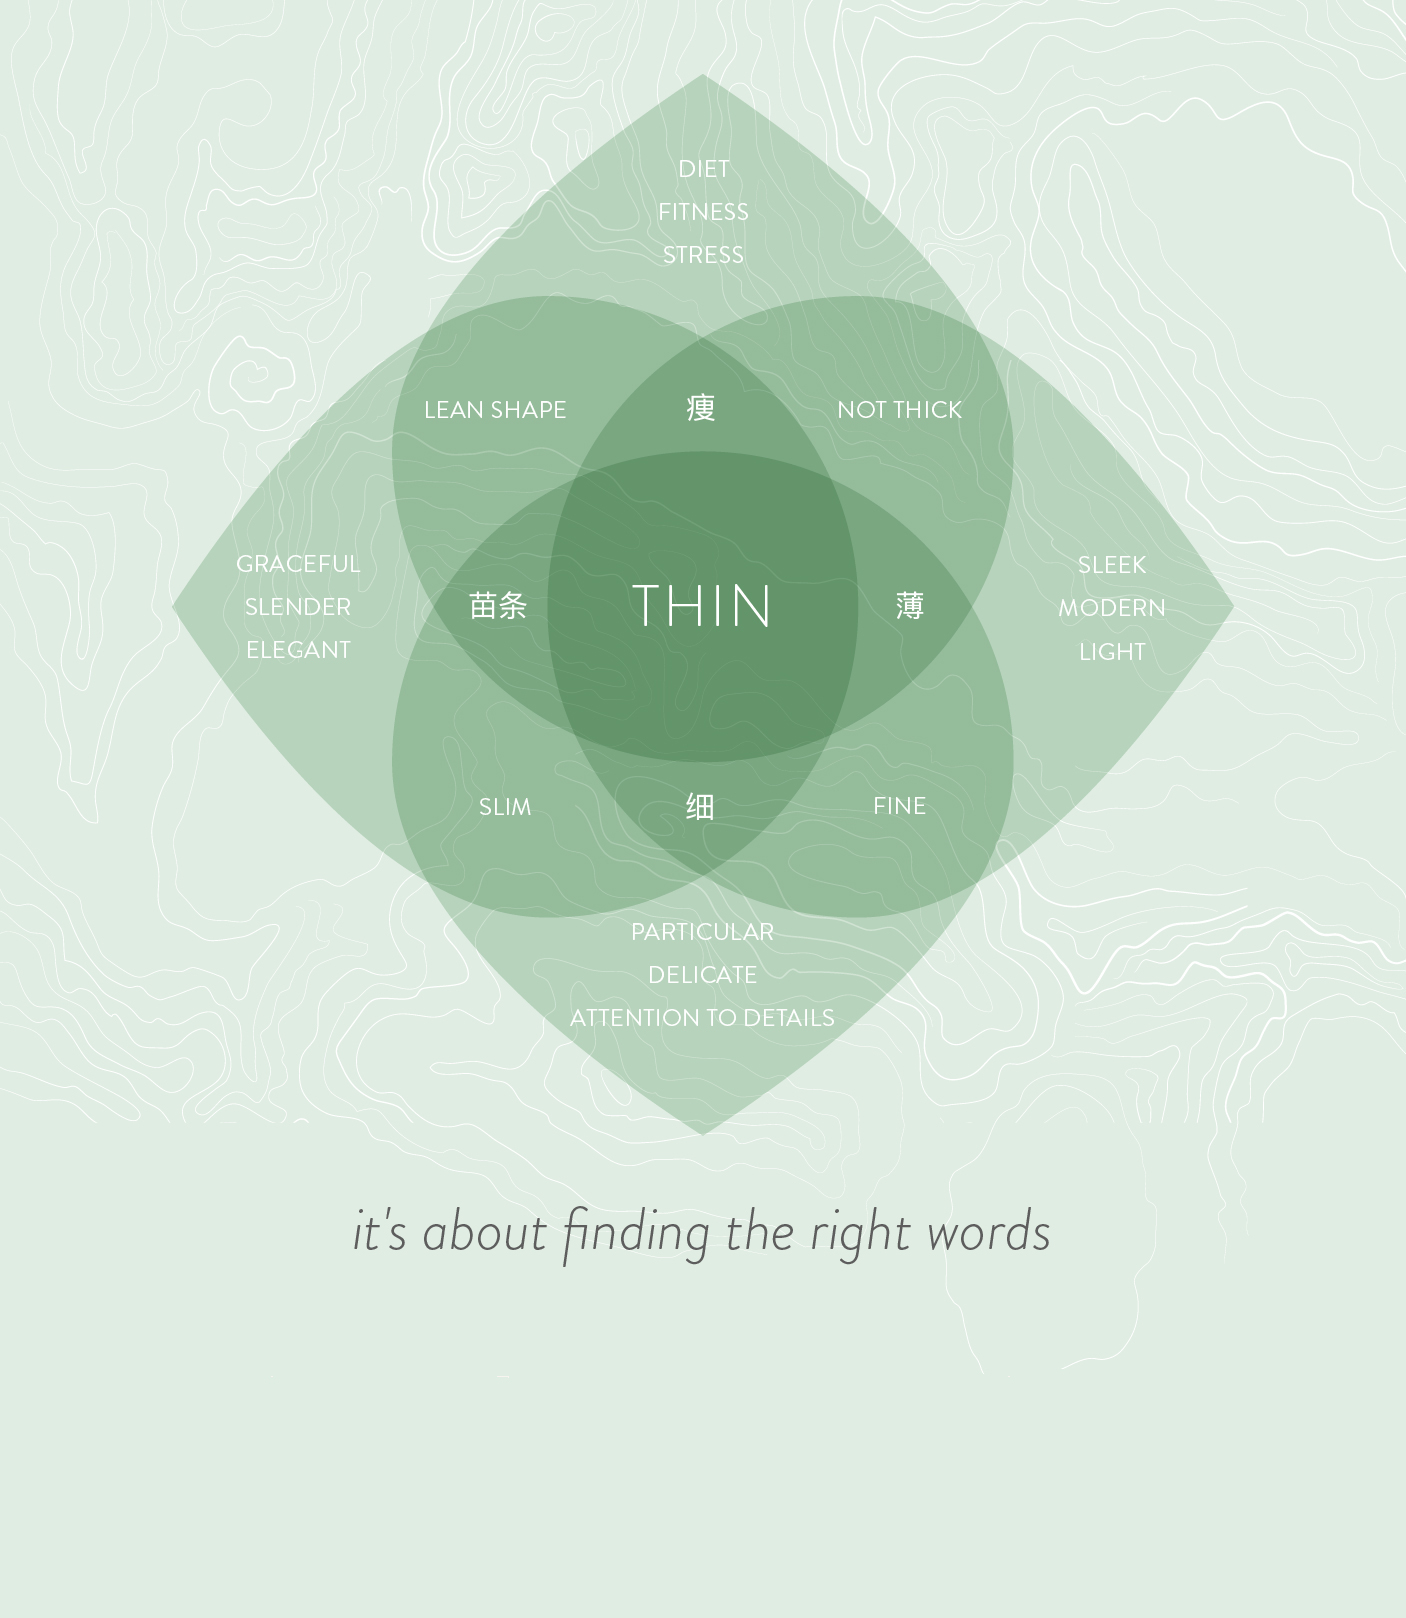 DIET
FITNESS
STRESS
LEAN SHAPE
瘦
NOT THICK
GRACEFUL
SLENDER
ELEGANT
苗条
THIN
薄
SLEEK
MODERN
LIGHT
SLIM
细
FINE
PARTICULAR
DELICATE
ATTENTION TO DETAILS
it's about finding the right words